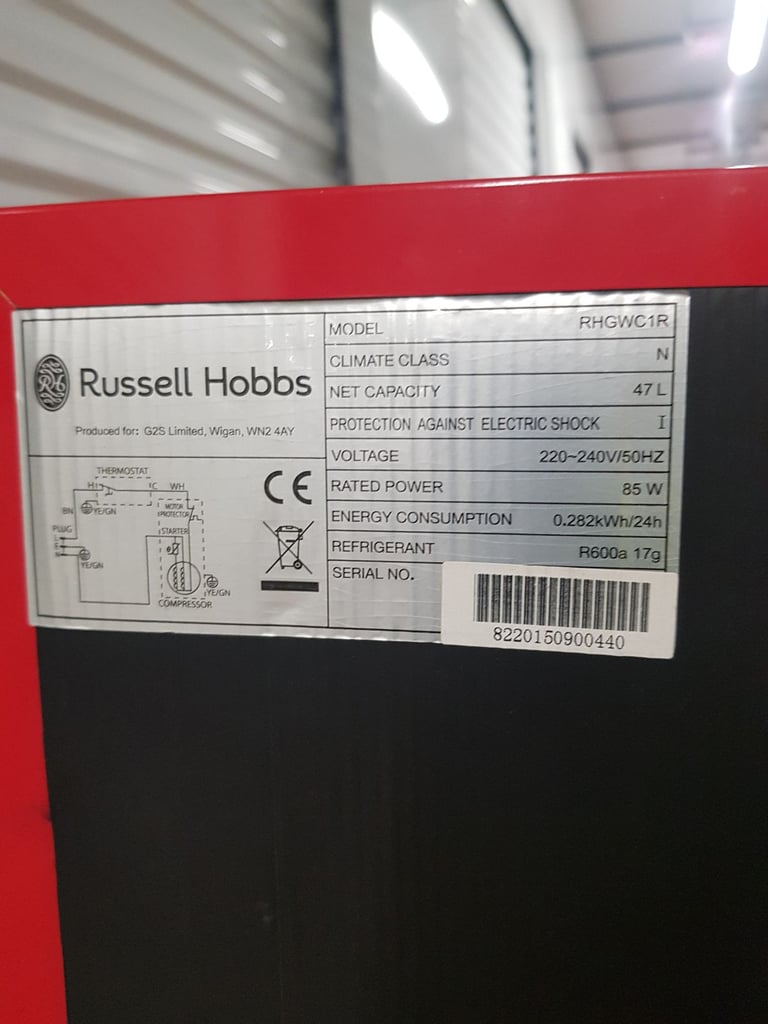 RH Russell Hobbs
Produced for: G2S Limited, Wigan, WN2 4AY
THERMOSTAT
H C WH
BN YE/GN
MOTOR
PROTECTOR
PLUG
L
E
N
STARTER
YE/GN
YE/GN
COMPRESSOR
CE
MODEL RHGWC1R
CLIMATE CLASS N
NET CAPACITY 47 L
PROTECTION AGAINST ELECTRIC SHOCK I
VOLTAGE 220~240V/50HZ
RATED POWER 85 W
ENERGY CONSUMPTION 0.282kWh/24h
REFRIGERANT R600a 17g
SERIAL NO.
8220150900440